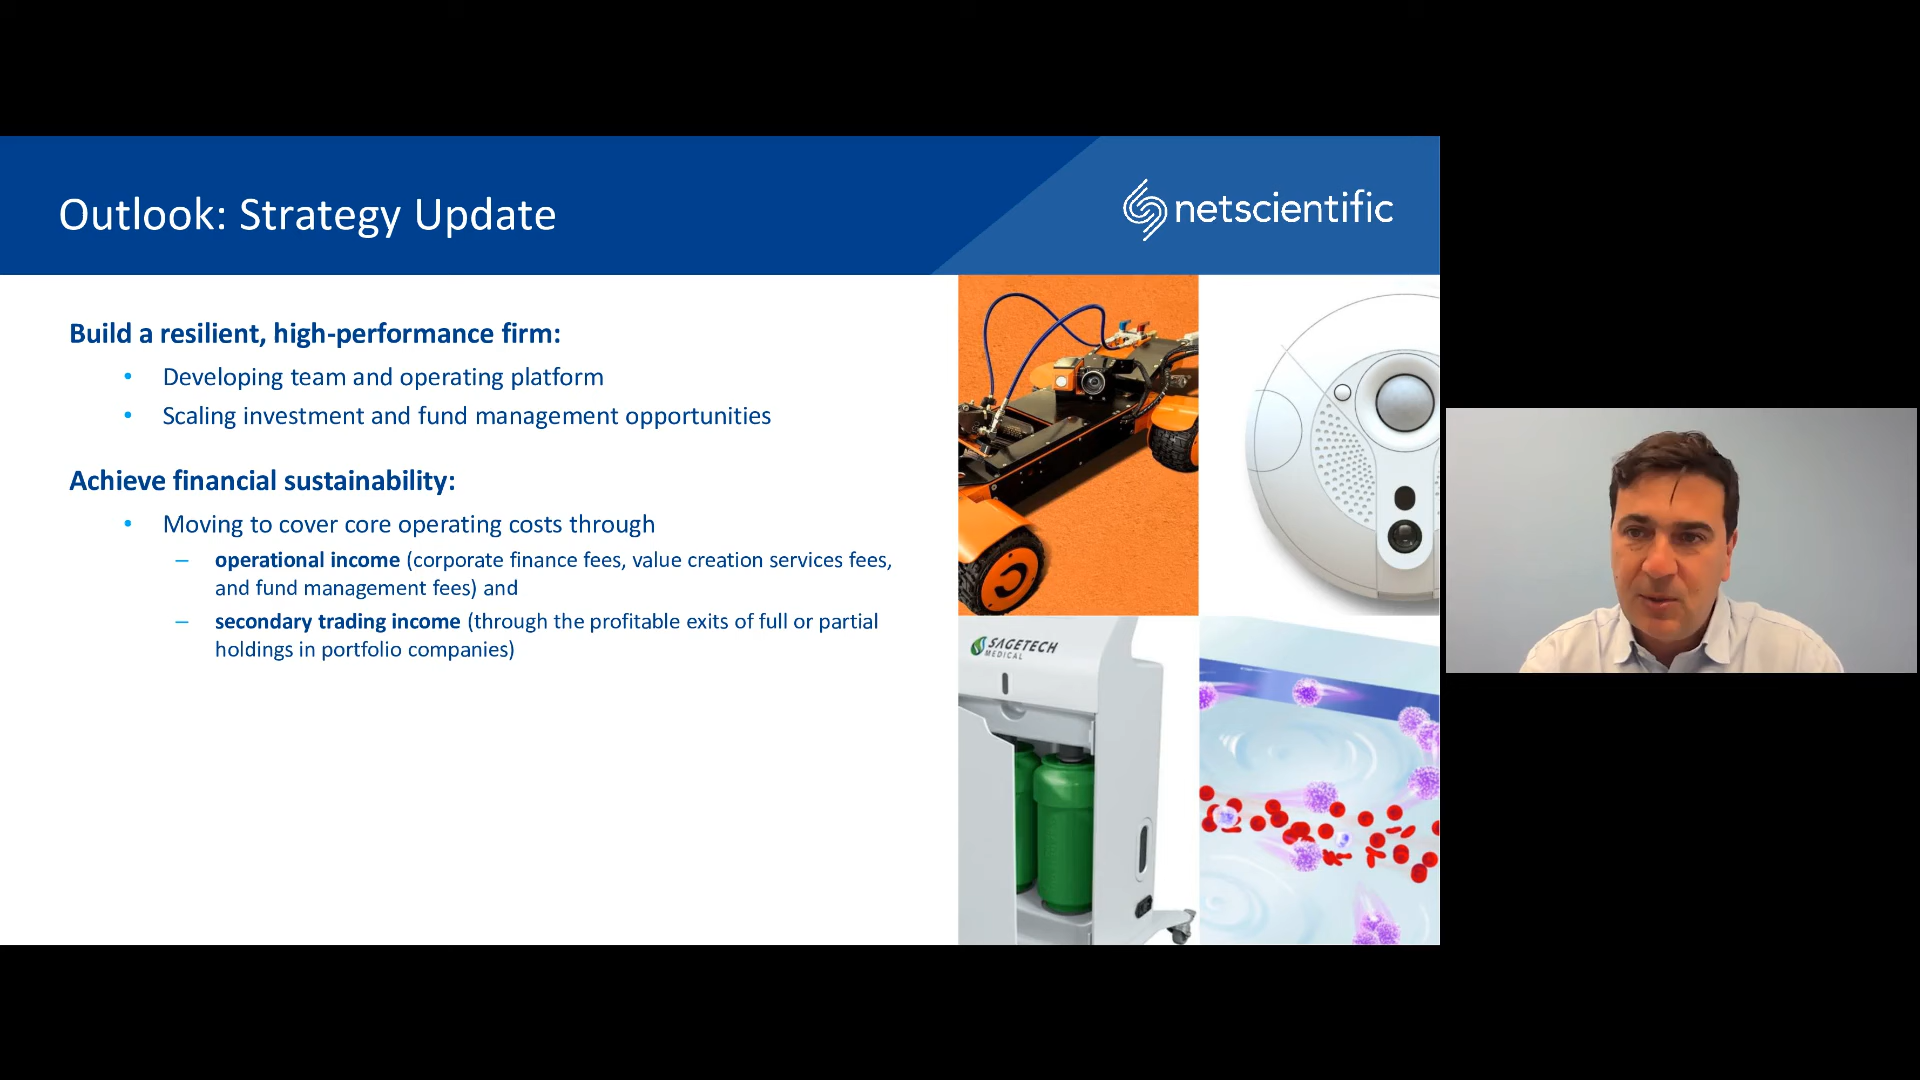 Outlook: Strategy Update
netscientific
Build a resilient, high-performance firm:
• Developing team and operating platform
• Scaling investment and fund management opportunities
Achieve financial sustainability:
• Moving to cover core operating costs through
– operational income (corporate finance fees, value creation services fees,
and fund management fees) and
– secondary trading income (through the profitable exits of full or partial
holdings in portfolio companies)
SAGETECH
MEDICAL